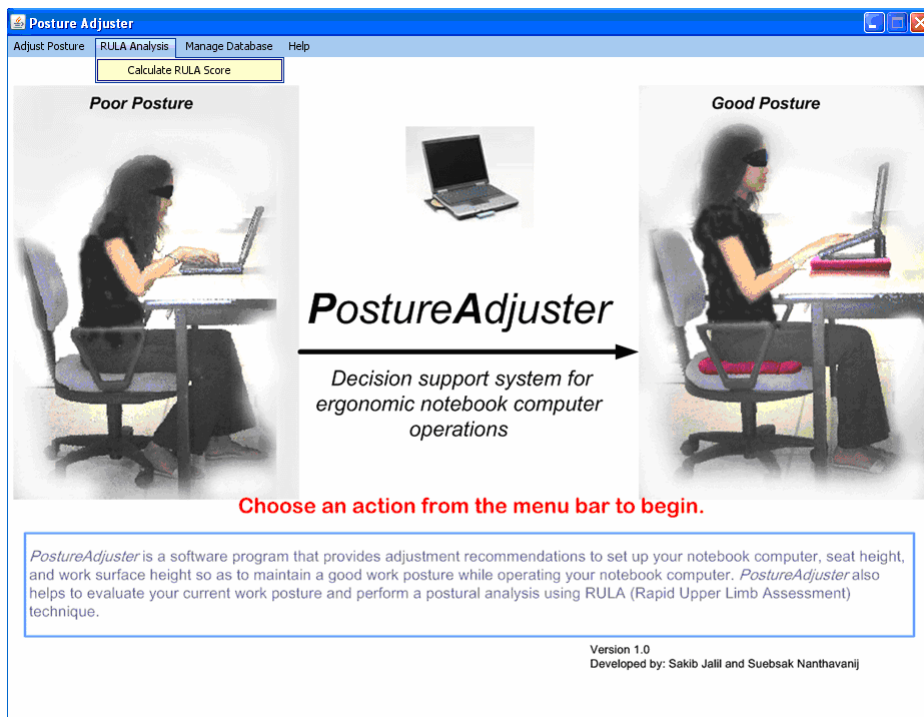 Posture Adjuster
Adjust Posture RULA Analysis Manage Database Help
Calculate RULA Score
Poor Posture
Good Posture
PostureAdjuster
Decision support system for
ergonomic notebook computer
operations
Choose an action from the menu bar to begin.
PostureAdjuster is a software program that provides adjustment recommendations to set up your notebook computer, seat height,
and work surface height so as to maintain a good work posture while operating your notebook computer. PostureAdjuster also
helps to evaluate your current work posture and perform a postural analysis using RULA (Rapid Upper Limb Assessment)
technique.
Version 1.0
Developed by: Sakib Jalil and Suebsak Nanthavanij